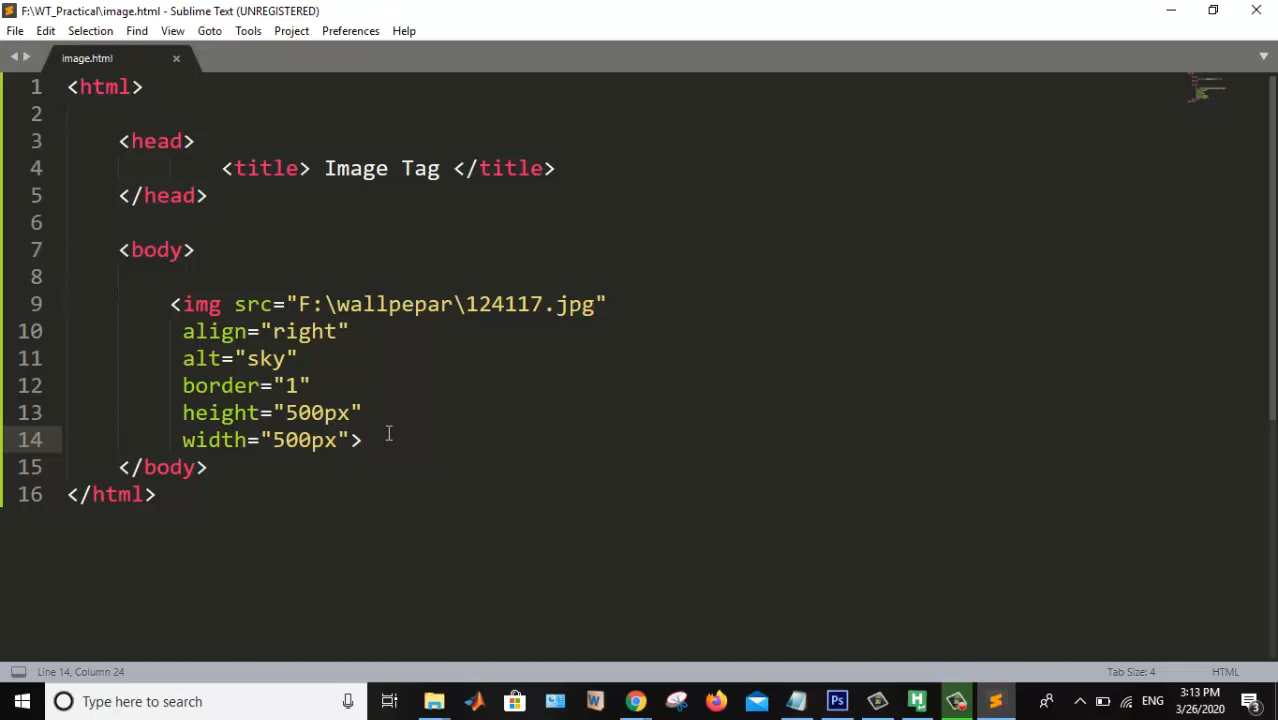 F:\WT_Practical\image.html - Sublime Text (UNREGISTERED)
File Edit Selection Find View Goto Tools Project Preferences Help
image.html
1 <html>
2
3 <head>
4 <title> Image Tag </title>
5 </head>
6
7 <body>
8
9 <img src="F:\wallpepar\124117.jpg"
10 align="right"
11 alt="sky"
12 border="1"
13 height="500px"
14 width="500px">
15 </body>
16 </html>
Line 14, Column 24 Tab Size: 4 HTML
Type here to search ENG 3:13 PM
3/26/2020